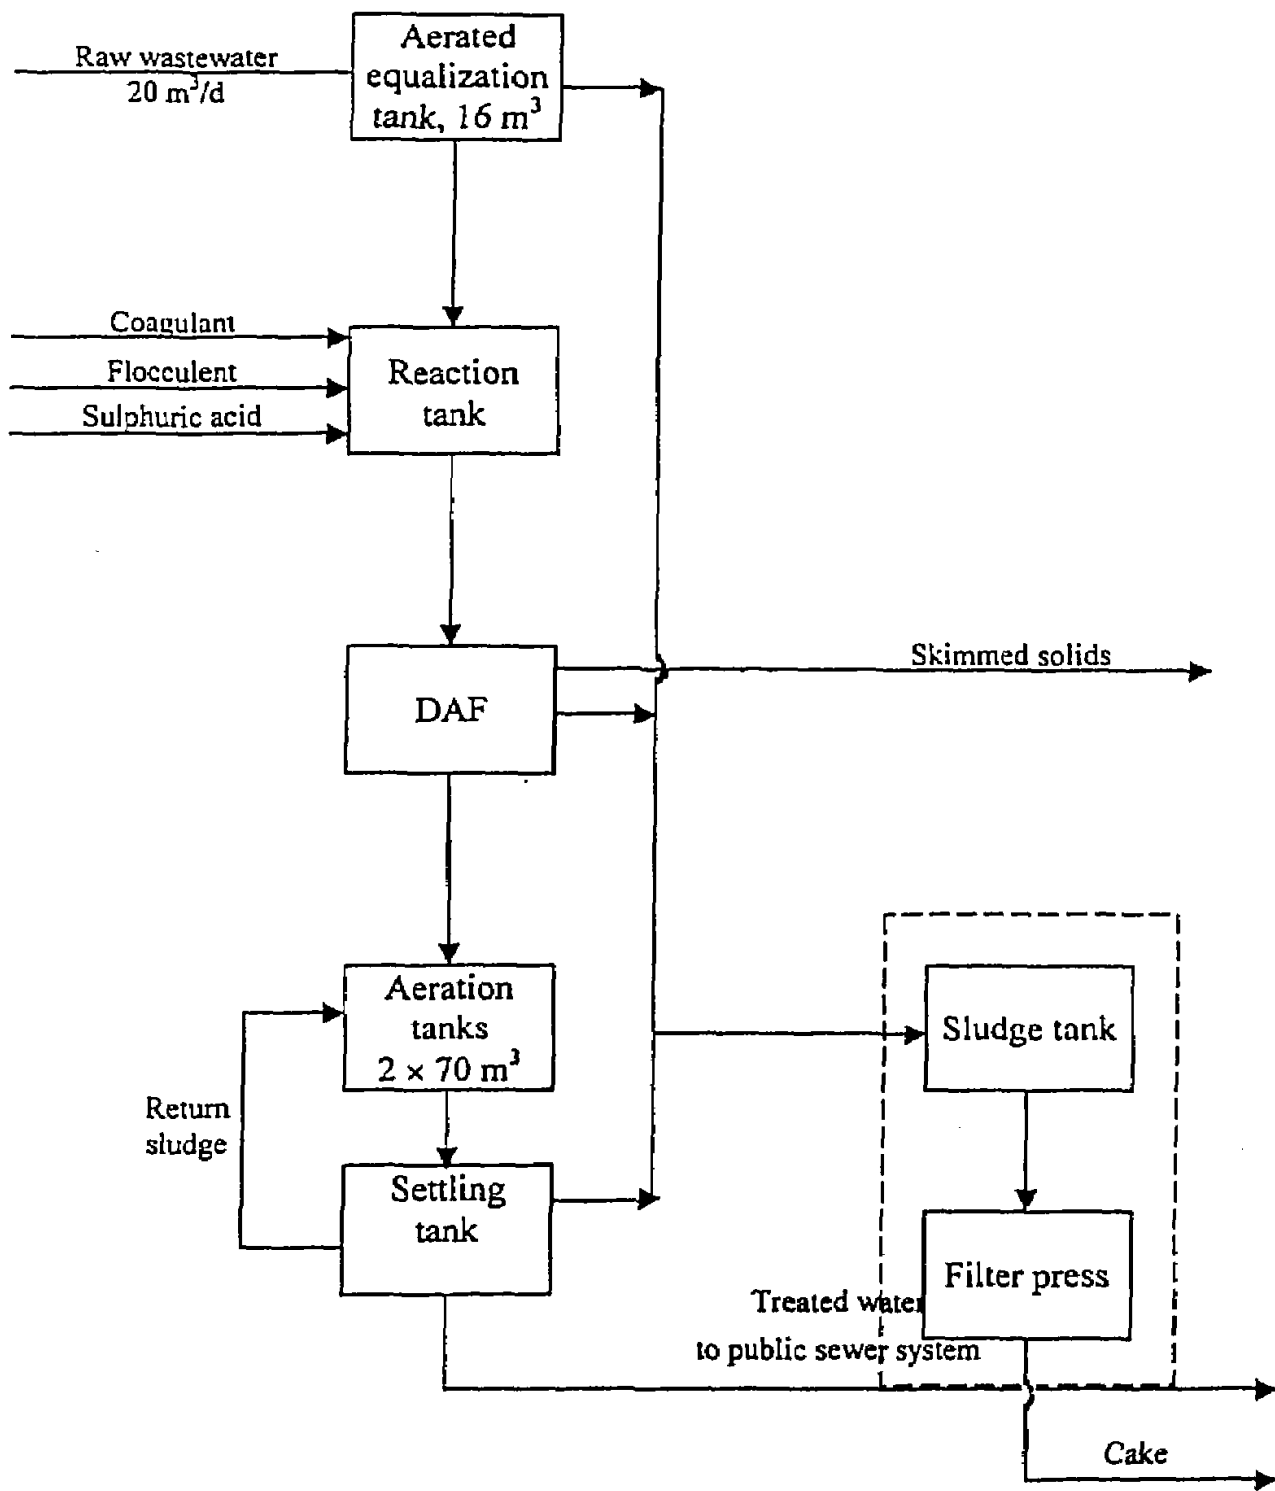 Raw wastewater
20 m³/d
Aerated
equalization
tank, 16 m³
Coagulant
Flocculent
Sulphuric acid
Reaction
tank
Skimmed solids
DAF
Aeration
tanks
2 × 70 m³
Sludge tank
Return
sludge
Settling
tank
Filter press
Treated water
to public sewer system
Cake